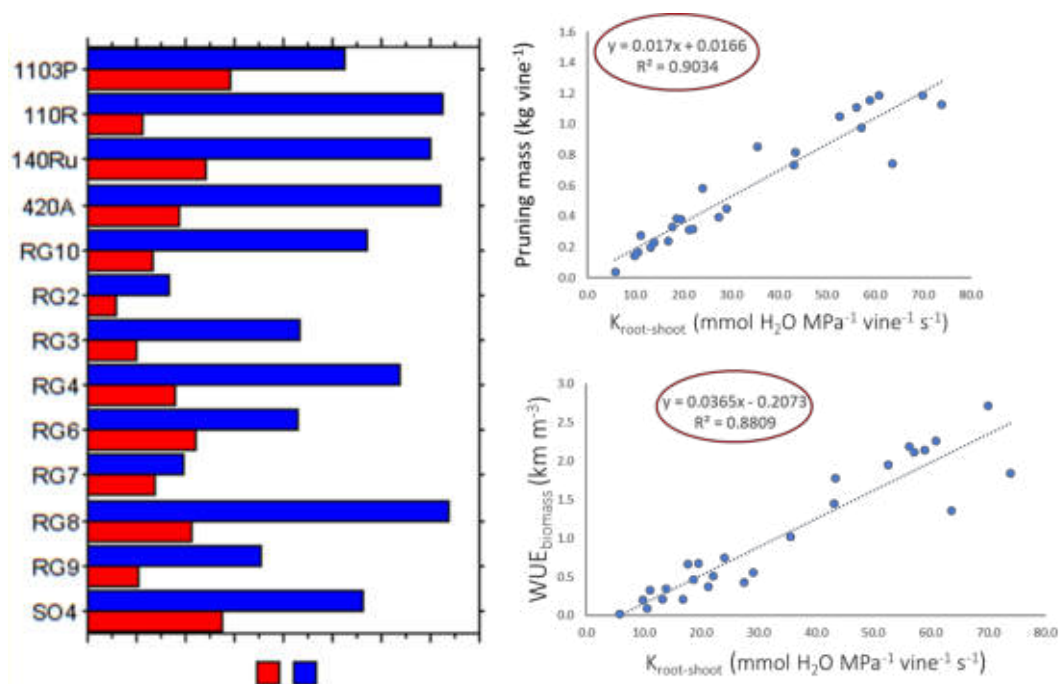 1103P
110R
140Ru
420A
RG10
RG2
RG3
RG4
RG6
RG7
RG8
RG9
SO4
Pruning mass (kg vine⁻¹)
1.6
1.4
1.2
1.0
0.8
0.6
0.4
0.2
0.0
y = 0.017x + 0.0166
R² = 0.9034
0.0 10.0 20.0 30.0 40.0 50.0 60.0 70.0 80.0
K_root-shoot (mmol H₂O MPa⁻¹ vine⁻¹ s⁻¹)
WUE_biomass (km m⁻³)
3.0
2.5
2.0
1.5
1.0
0.5
0.0
y = 0.0365x - 0.2073
R² = 0.8809
0.0 10.0 20.0 30.0 40.0 50.0 60.0 70.0 80.0
K_root-shoot (mmol H₂O MPa⁻¹ vine⁻¹ s⁻¹)